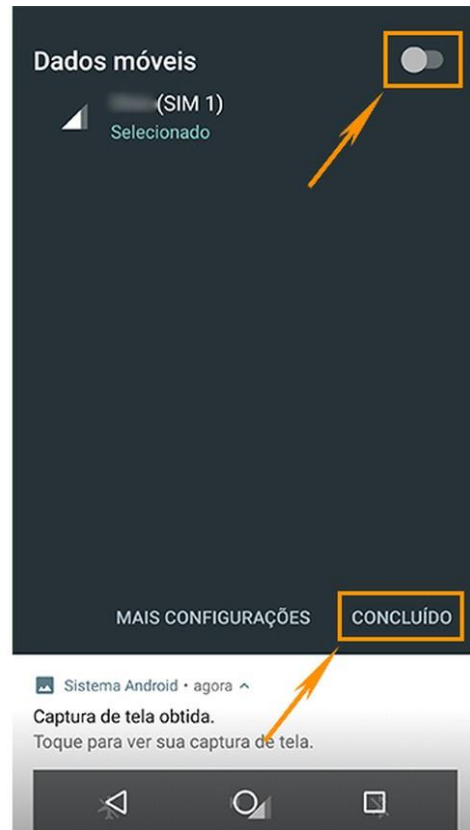 Dados móveis
(SIM 1)
Selecionado
MAIS CONFIGURAÇÕES
CONCLUÍDO
Sistema Android • agora
Captura de tela obtida.
Toque para ver sua captura de tela.